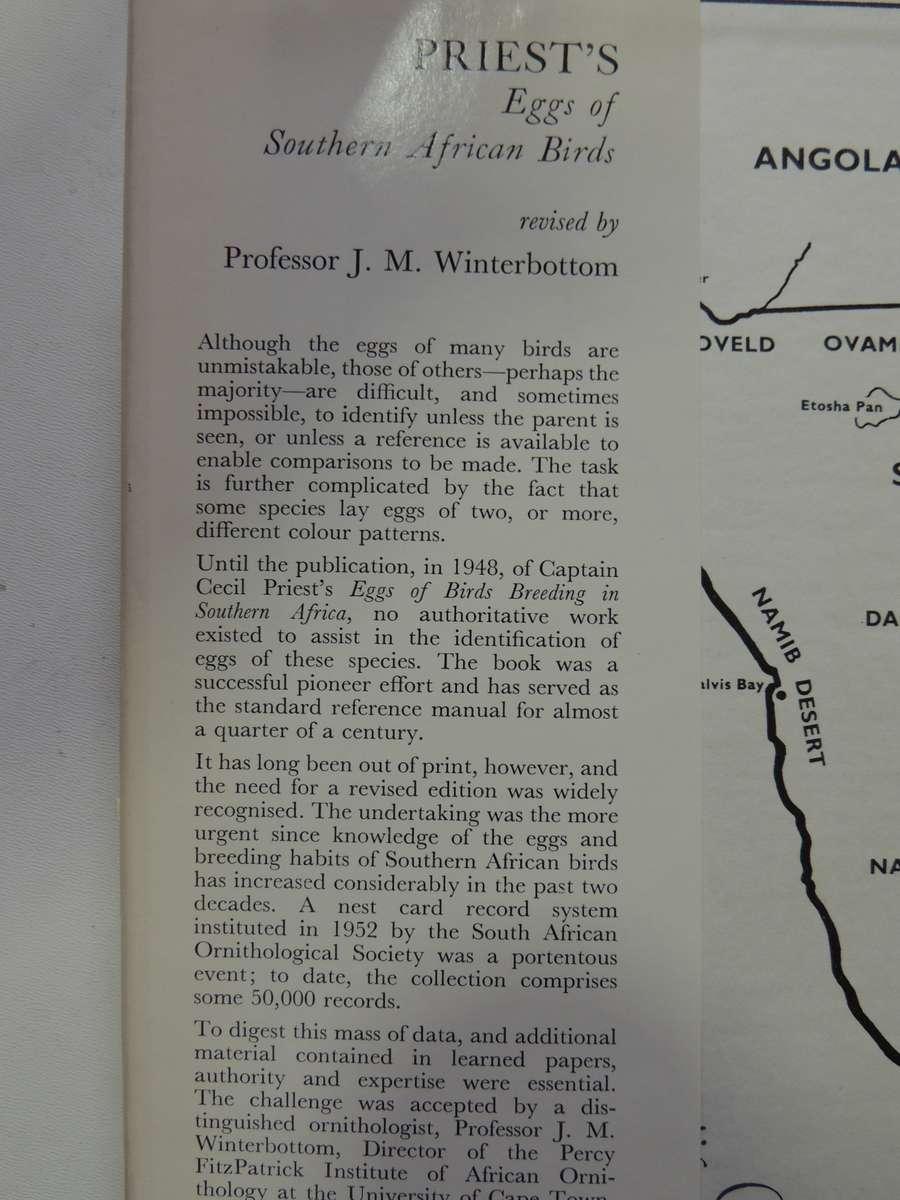 PRIEST'S
Eggs of
Southern African Birds
revised by
Professor J. M. Winterbottom
Although the eggs of many birds are
unmistakable, those of others—perhaps the
majority—are difficult, and sometimes
impossible, to identify unless the parent is
seen, or unless a reference is available to
enable comparisons to be made. The task
is further complicated by the fact that
some species lay eggs of two, or more,
different colour patterns.
Until the publication, in 1948, of Captain
Cecil Priest's Eggs of Birds Breeding in
Southern Africa, no authoritative work
existed to assist in the identification of
eggs of these species. The book was a
successful pioneer effort and has served as
the standard reference manual for almost
a quarter of a century.
It has long been out of print, however, and
the need for a revised edition was widely
recognised. The undertaking was the more
urgent since knowledge of the eggs and
breeding habits of Southern African birds
has increased considerably in the past two
decades. A nest card record system
instituted in 1952 by the South African
Ornithological Society was a portentous
event; to date, the collection comprises
some 50,000 records.
To digest this mass of data, and additional
material contained in learned papers,
authority and expertise were essential.
The challenge was accepted by a dis-
tinguished ornithologist, Professor J. M.
Winterbottom, Director of the Percy
FitzPatrick Institute of African Orni-
thology at the University of Cape Town
ANGOLA
OVELD OVAM
Etosha Pan
NAMIB DESERT
DA
alvis Bay
NA